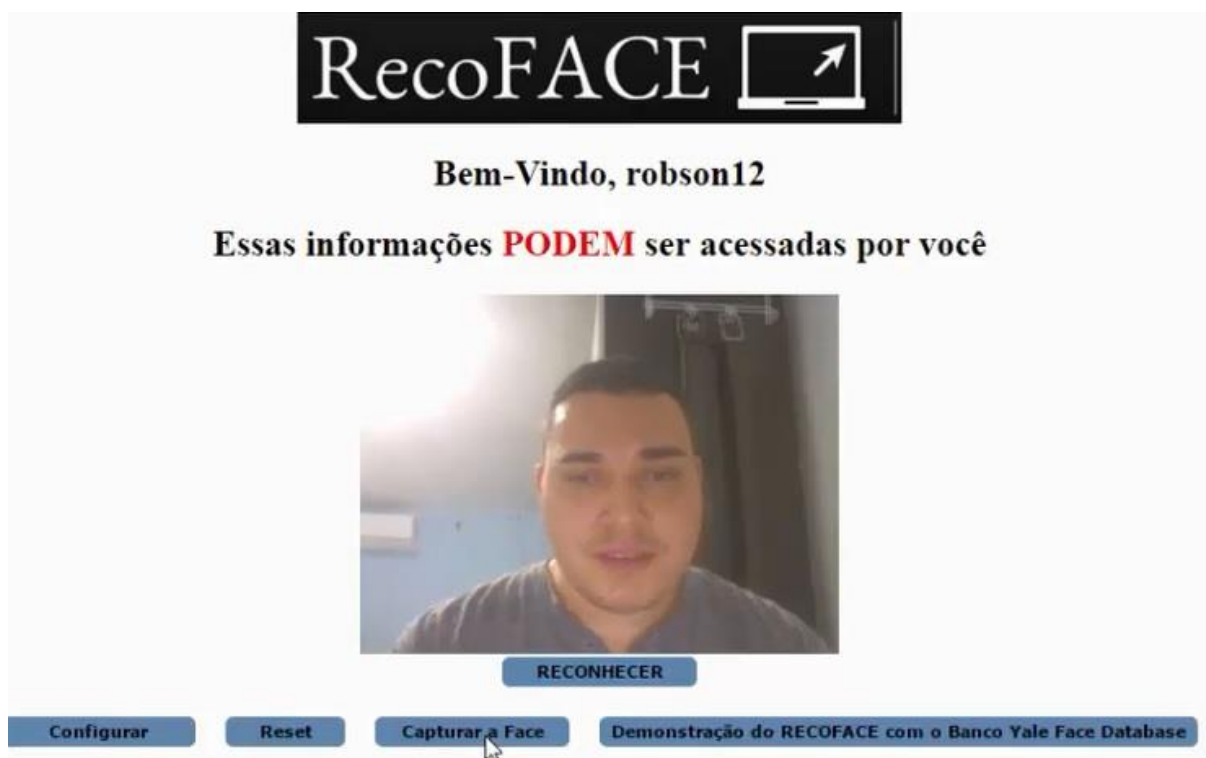 RecoFACE
Bem-Vindo, robson12
Essas informações PODEM ser acessadas por você
RECONHECER
Configurar Reset Capturar a Face Demonstração do RECOFACE com o Banco Yale Face Database